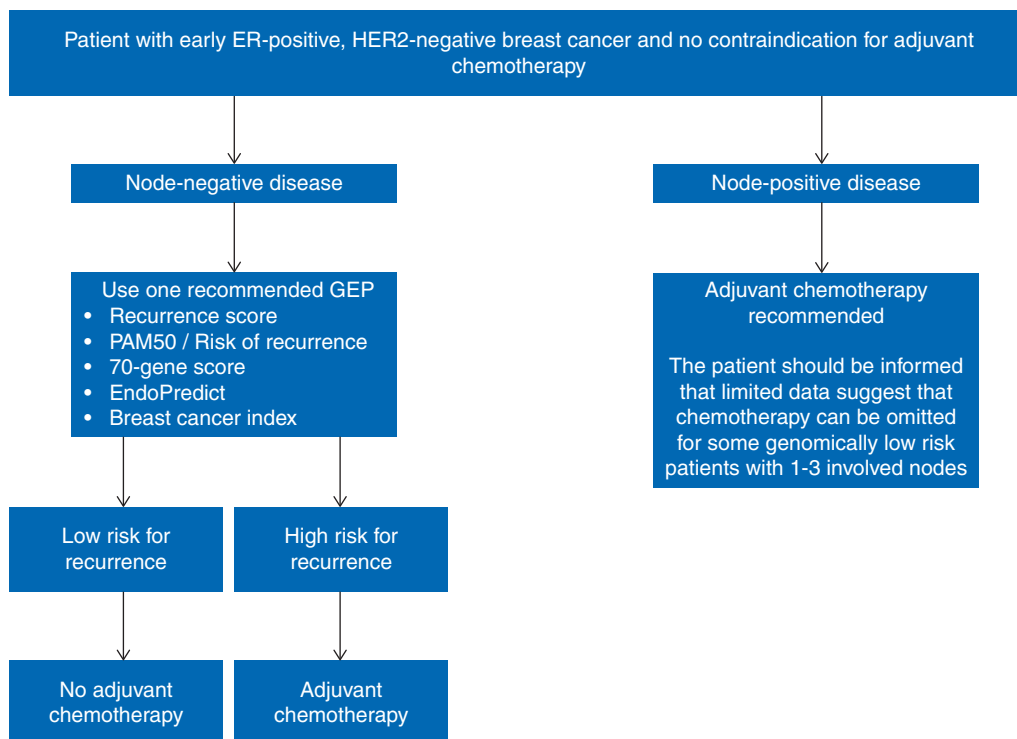 Patient with early ER-positive, HER2-negative breast cancer and no contraindication for adjuvant
chemotherapy
Node-negative disease
Node-positive disease
Use one recommended GEP
• Recurrence score
• PAM50 / Risk of recurrence
• 70-gene score
• EndoPredict
• Breast cancer index
Adjuvant chemotherapy
recommended
The patient should be informed
that limited data suggest that
chemotherapy can be omitted
for some genomically low risk
patients with 1-3 involved nodes
Low risk for
recurrence
High risk for
recurrence
No adjuvant
chemotherapy
Adjuvant
chemotherapy